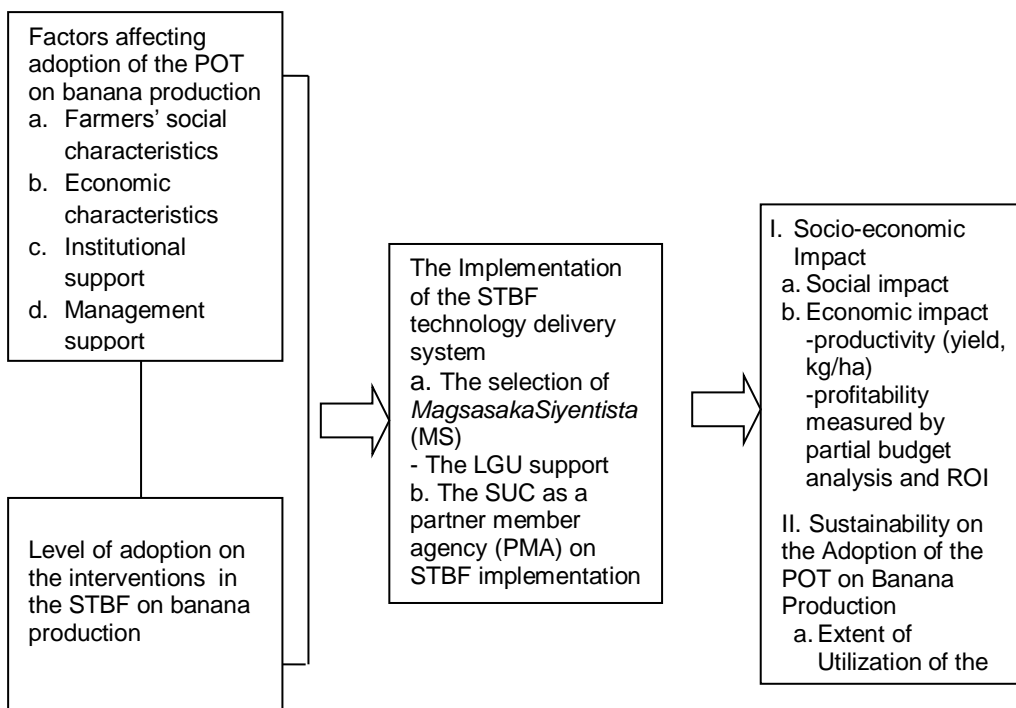 Factors affecting
adoption of the POT
on banana production
a. Farmers’ social
characteristics
b. Economic
characteristics
c. Institutional
support
d. Management
support
Level of adoption on
the interventions in
the STBF on banana
production
The Implementation
of the STBF
technology delivery
system
a. The selection of
MagsasakaSiyentista
(MS)
- The LGU support
b. The SUC as a
partner member
agency (PMA) on
STBF implementation
I. Socio-economic
Impact
a. Social impact
b. Economic impact
-productivity (yield,
kg/ha)
-profitability
measured by
partial budget
analysis and ROI
II. Sustainability on
the Adoption of the
POT on Banana
Production
a. Extent of
Utilization of the